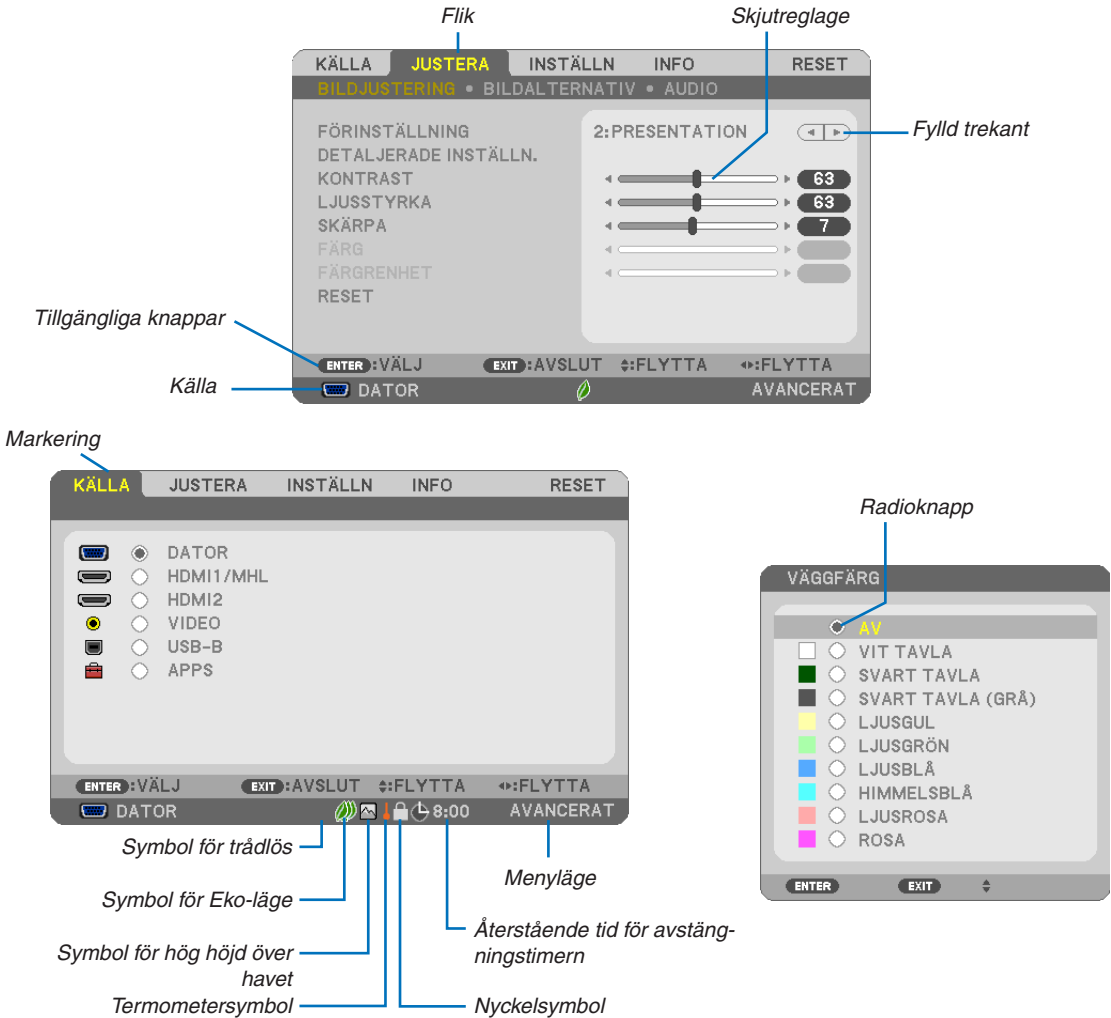 Flik
Skjutreglage
KÄLLA JUSTERA INSTÄLLN INFO RESET
BILDJUSTERING • BILDALTERNATIV • AUDIO
FÖRINSTÄLLNING 2:PRESENTATION
Fylld trekant
DETALJERADE INSTÄLLN.
KONTRAST 63
LJUSSTYRKA 63
SKÄRPA 7
FÄRG
FÄRGRENHET
RESET
Tillgängliga knappar
ENTER:VÄLJ EXIT:AVSLUT :FLYTTA :FLYTTA
Källa
DATOR AVANCERAT
Markering
KÄLLA JUSTERA INSTÄLLN INFO RESET
DATOR
HDMI1/MHL
HDMI2
VIDEO
USB-B
APPS
ENTER:VÄLJ EXIT:AVSLUT :FLYTTA :FLYTTA
DATOR 8:00 AVANCERAT
Radioknapp
VÄGGFÄRG
AV
VIT TAVLA
SVART TAVLA
SVART TAVLA (GRÅ)
LJUSGUL
LJUSGRÖN
LJUSBLÅ
HIMMELSBLÅ
LJUSROSA
ROSA
ENTER EXIT
Symbol för trådlös
Menyläge
Symbol för Eko-läge
Återstående tid för avstäng-
ningstimern
Symbol för hög höjd över
havet
Termometersymbol
Nyckelsymbol